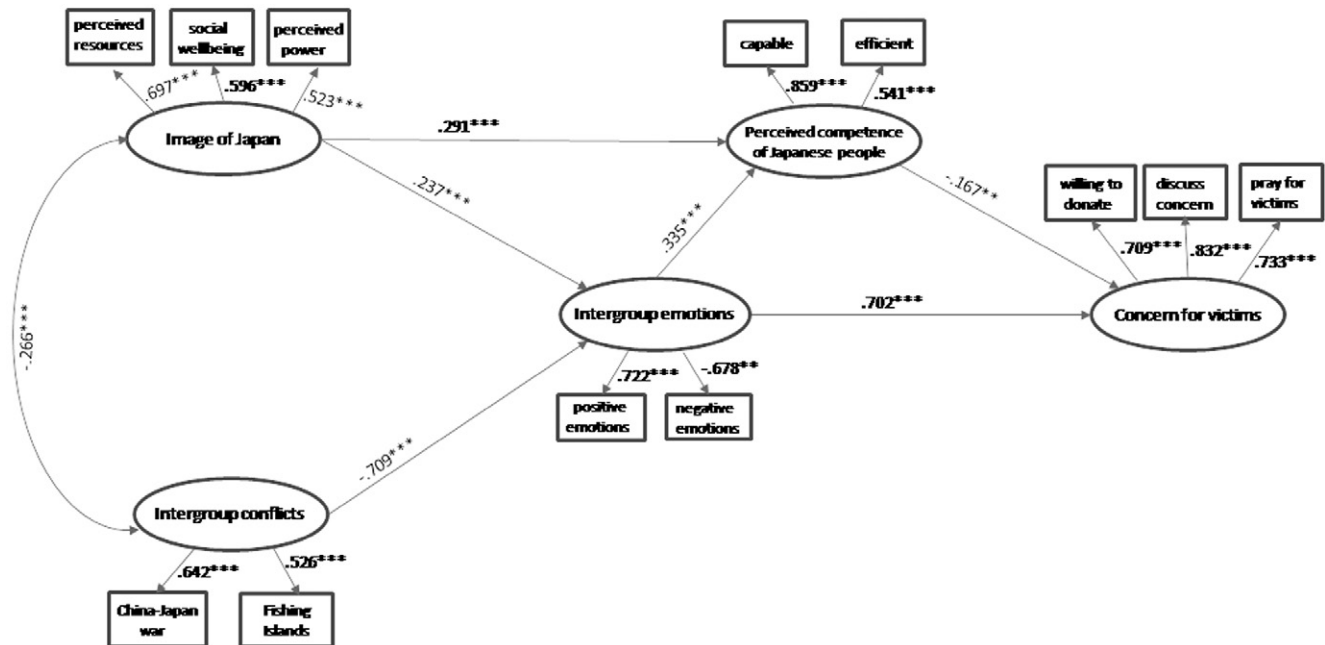 perceived
resources
social
wellbeing
perceived
power
capable
efficient
.697***
.596***
.523***
.859***
.541***
Image of Japan
.291***
Perceived competence
of Japanese people
.237***
-.167**
willing to
donate
discuss
concern
pray for
victims
.335***
.709***
.832***
.733***
Intergroup emotions
.702***
Concern for victims
-.266***
.722***
-.678**
positive
emotions
negative
emotions
-.709***
Intergroup conflicts
.642***
.526***
China-Japan
war
Fishing
Islands